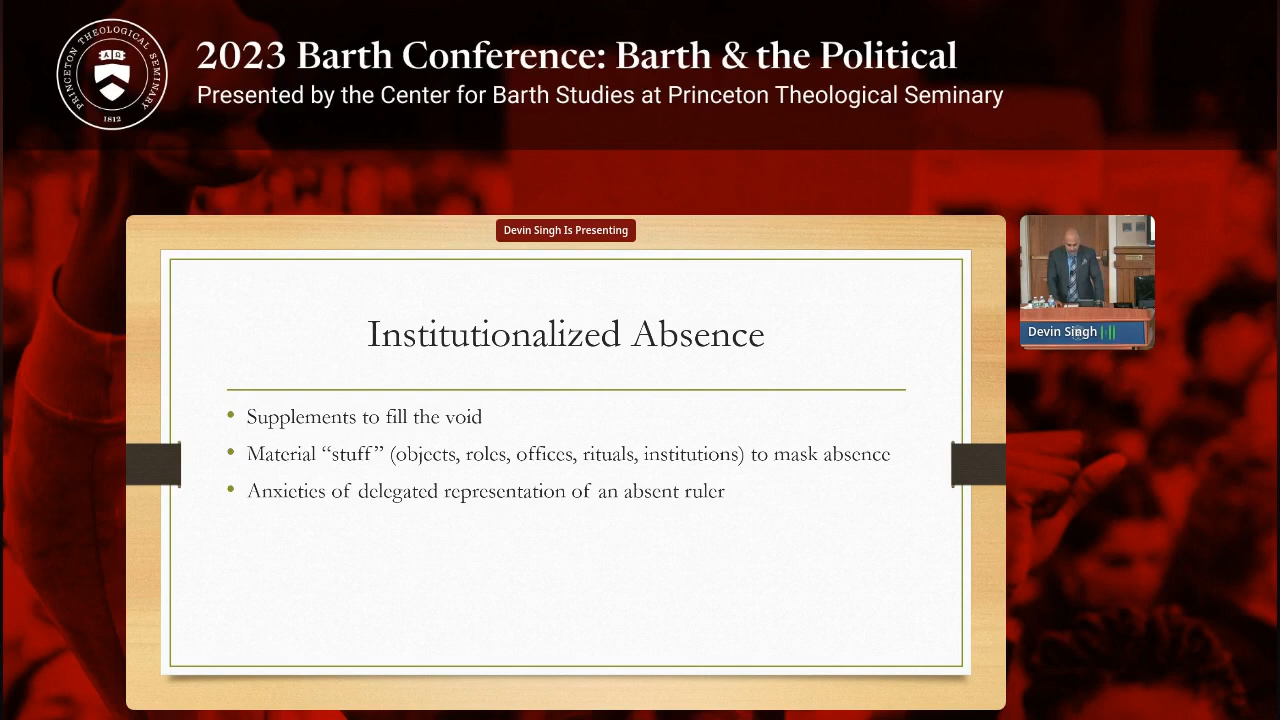 PRINCETON THEOLOGICAL SEMINARY
1812
2023 Barth Conference: Barth & the Political
Presented by the Center for Barth Studies at Princeton Theological Seminary
Devin Singh Is Presenting
Institutionalized Absence
• Supplements to fill the void
• Material “stuff” (objects, roles, offices, rituals, institutions) to mask absence
• Anxieties of delegated representation of an absent ruler
Devin Singh